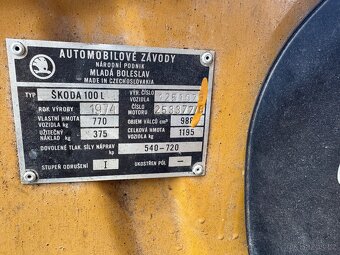 AUTOMOBILOVÉ ZÁVODY
NÁRODNÍ PODNIK
MLADÁ BOLESLAV
MADE IN CZECHOSLOVAKIA
TYP ŠKODA 100 L VÝR. ČÍSLO VOZIDLA
ROK VÝROBY 1974 ČÍSLO MOTORU
VLASTNÍ HMOTA VOZIDLA kg 770 OBJEM VÁLCŮ cm³ 988
UŽITEČNÝ NÁKLAD kg 375 CELKOVÁ HMOTA VOZIDLA kg 1195
DOVOLENÉ TLAK. SÍLY NÁPRAV kp 540-720
STUPEŇ ODRUŠENÍ I UKOSTŘEN PÓL —